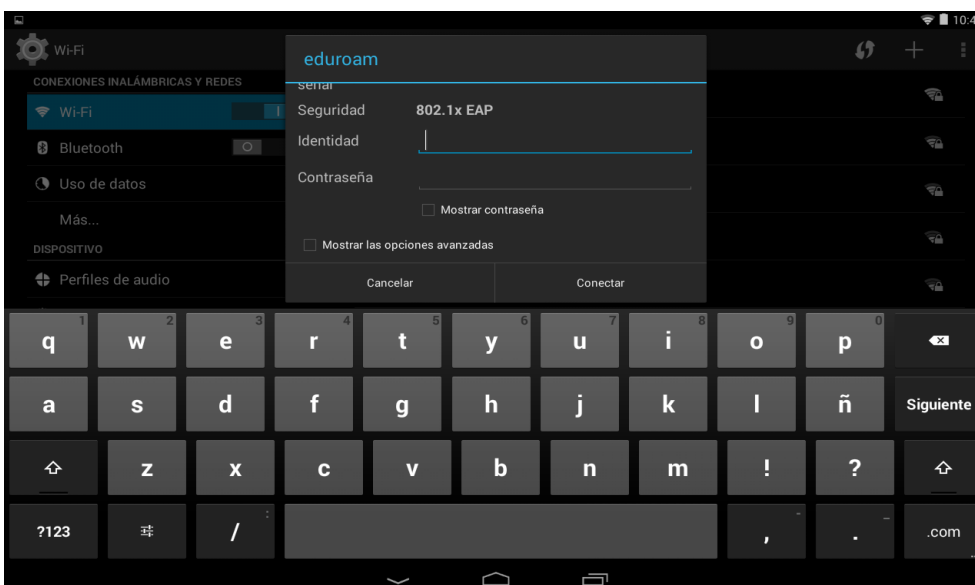 10:4
Wi-Fi
CONEXIONES INALÁMBRICAS Y REDES
Wi-Fi
Bluetooth
Uso de datos
Más...
DISPOSITIVO
Perfiles de audio
eduroam
señal
Seguridad 802.1x EAP
Identidad
Contraseña
Mostrar contraseña
Mostrar las opciones avanzadas
Cancelar Conectar
1 2 3 4 5 6 7 8 9 0
q w e r t y u i o p
a s d f g h j k l ñ Siguiente
z x c v b n m ! ?
?123 / : , - . _ .com